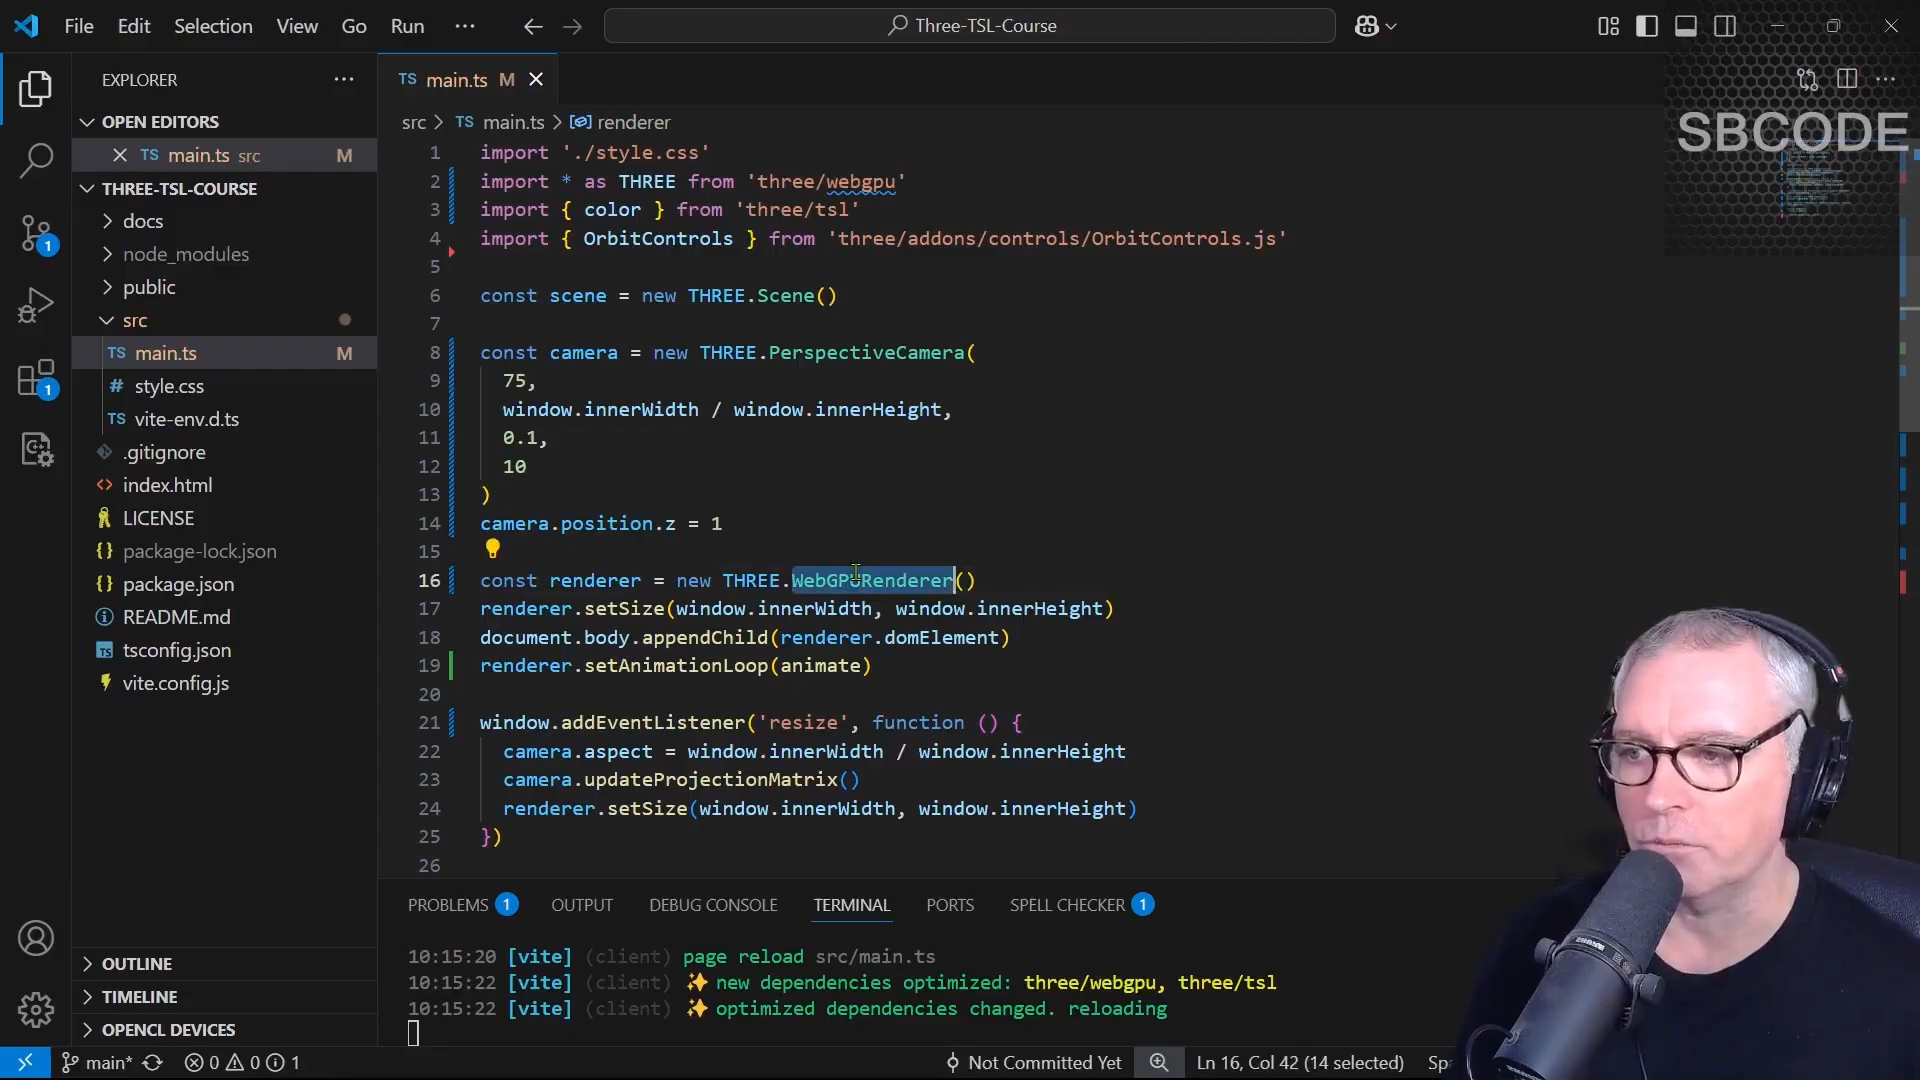 File Edit Selection View Go Run ···
Three-TSL-Course
EXPLORER
TS main.ts M
SBCODE
OPEN EDITORS
TS main.ts src M
THREE-TSL-COURSE
docs
node_modules
public
src
TS main.ts M
# style.css
TS vite-env.d.ts
.gitignore
<> index.html
LICENSE
{} package-lock.json
{} package.json
README.md
TS tsconfig.json
vite.config.js
OUTLINE
TIMELINE
OPENCL DEVICES
1
1
src > TS main.ts > renderer
1 import './style.css'
2 import * as THREE from 'three/webgpu'
3 import { color } from 'three/tsl'
4 import { OrbitControls } from 'three/addons/controls/OrbitControls.js'
5
6 const scene = new THREE.Scene()
7
8 const camera = new THREE.PerspectiveCamera(
9 75,
10 window.innerWidth / window.innerHeight,
11 0.1,
12 10
13 )
14 camera.position.z = 1
15
16 const renderer = new THREE.WebGPURenderer()
17 renderer.setSize(window.innerWidth, window.innerHeight)
18 document.body.appendChild(renderer.domElement)
19 renderer.setAnimationLoop(animate)
20
21 window.addEventListener('resize', function () {
22 camera.aspect = window.innerWidth / window.innerHeight
23 camera.updateProjectionMatrix()
24 renderer.setSize(window.innerWidth, window.innerHeight)
25 })
26
PROBLEMS 1 OUTPUT DEBUG CONSOLE TERMINAL PORTS SPELL CHECKER 1
10:15:20 [vite] (client) page reload src/main.ts
10:15:22 [vite] (client) ✨ new dependencies optimized: three/webgpu, three/tsl
10:15:22 [vite] (client) ✨ optimized dependencies changed. reloading
main* 0 0 1 Not Committed Yet Ln 16, Col 42 (14 selected)